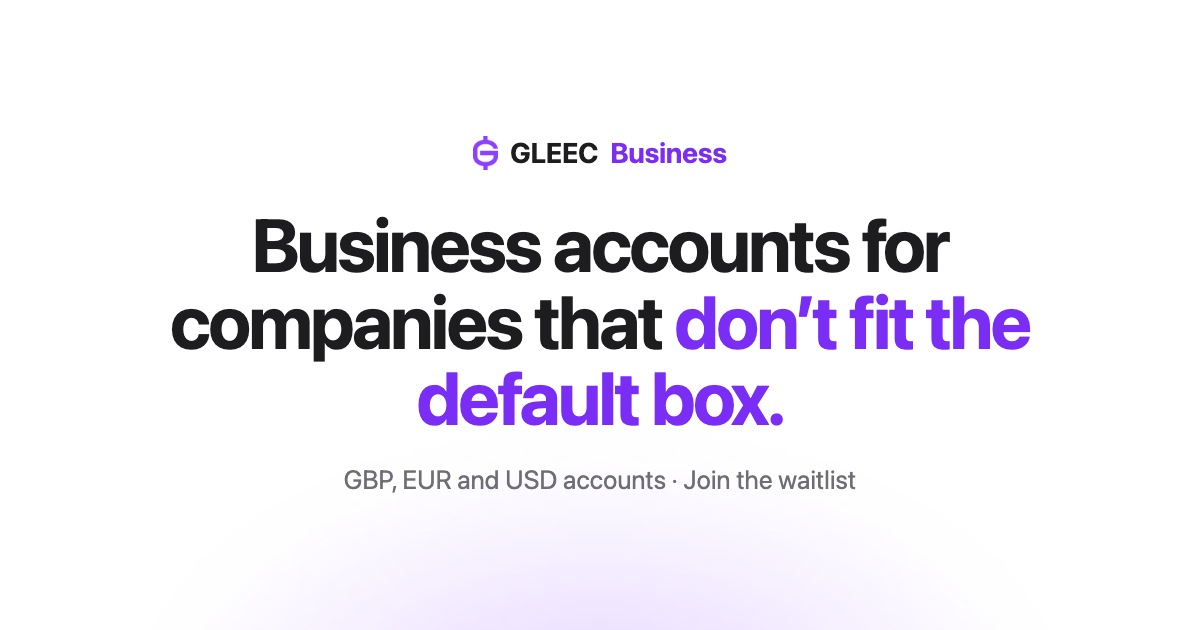 GLEEC Business
Business accounts for
companies that don’t fit the
default box.
GBP, EUR and USD accounts · Join the waitlist